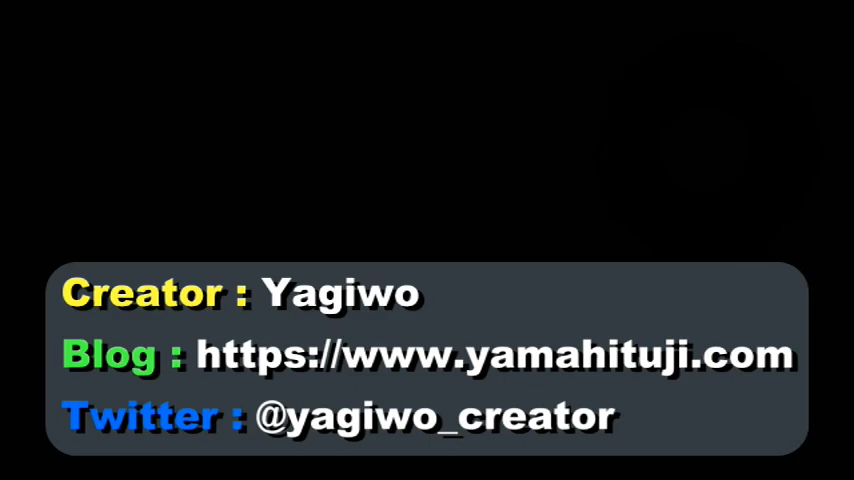 Creator : Yagiwo
Blog : https://www.yamahituji.com
Twitter : @yagiwo_creator